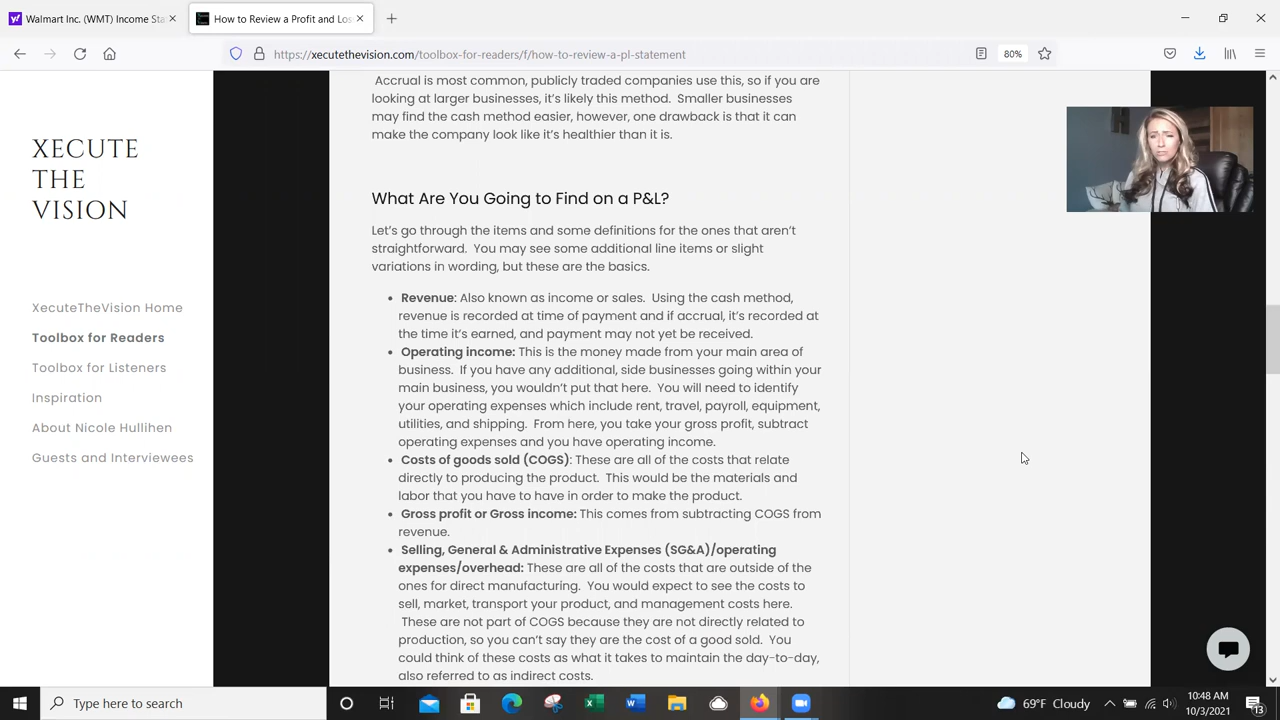 Walmart Inc. (WMT) Income Sta
How to Review a Profit and Los
https://xecutethevision.com/toolbox-for-readers/f/how-to-review-a-pl-statement
80%
XECUTE
THE
VISION
XecuteTheVision Home
Toolbox for Readers
Toolbox for Listeners
Inspiration
About Nicole Hullihen
Guests and Interviewees
Accrual is most common, publicly traded companies use this, so if you are
looking at larger businesses, it's likely this method.  Smaller businesses
may find the cash method easier, however, one drawback is that it can
make the company look like it's healthier than it is.
What Are You Going to Find on a P&L?
Let's go through the items and some definitions for the ones that aren't
straightforward.  You may see some additional line items or slight
variations in wording, but these are the basics.
• Revenue: Also known as income or sales.  Using the cash method,
revenue is recorded at time of payment and if accrual, it's recorded at
the time it's earned, and payment may not yet be received.
• Operating income: This is the money made from your main area of
business.  If you have any additional, side businesses going within your
main business, you wouldn't put that here.  You will need to identify
your operating expenses which include rent, travel, payroll, equipment,
utilities, and shipping.  From here, you take your gross profit, subtract
operating expenses and you have operating income.
• Costs of goods sold (COGS): These are all of the costs that relate
directly to producing the product.  This would be the materials and
labor that you have to have in order to make the product.
• Gross profit or Gross income: This comes from subtracting COGS from
revenue.
• Selling, General & Administrative Expenses (SG&A)/operating
expenses/overhead: These are all of the costs that are outside of the
ones for direct manufacturing.  You would expect to see the costs to
sell, market, transport your product, and management costs here.
These are not part of COGS because they are not directly related to
production, so you can't say they are the cost of a good sold.  You
could think of these costs as what it takes to maintain the day-to-day,
also referred to as indirect costs.
Type here to search
69°F Cloudy
10:48 AM
10/3/2021
13